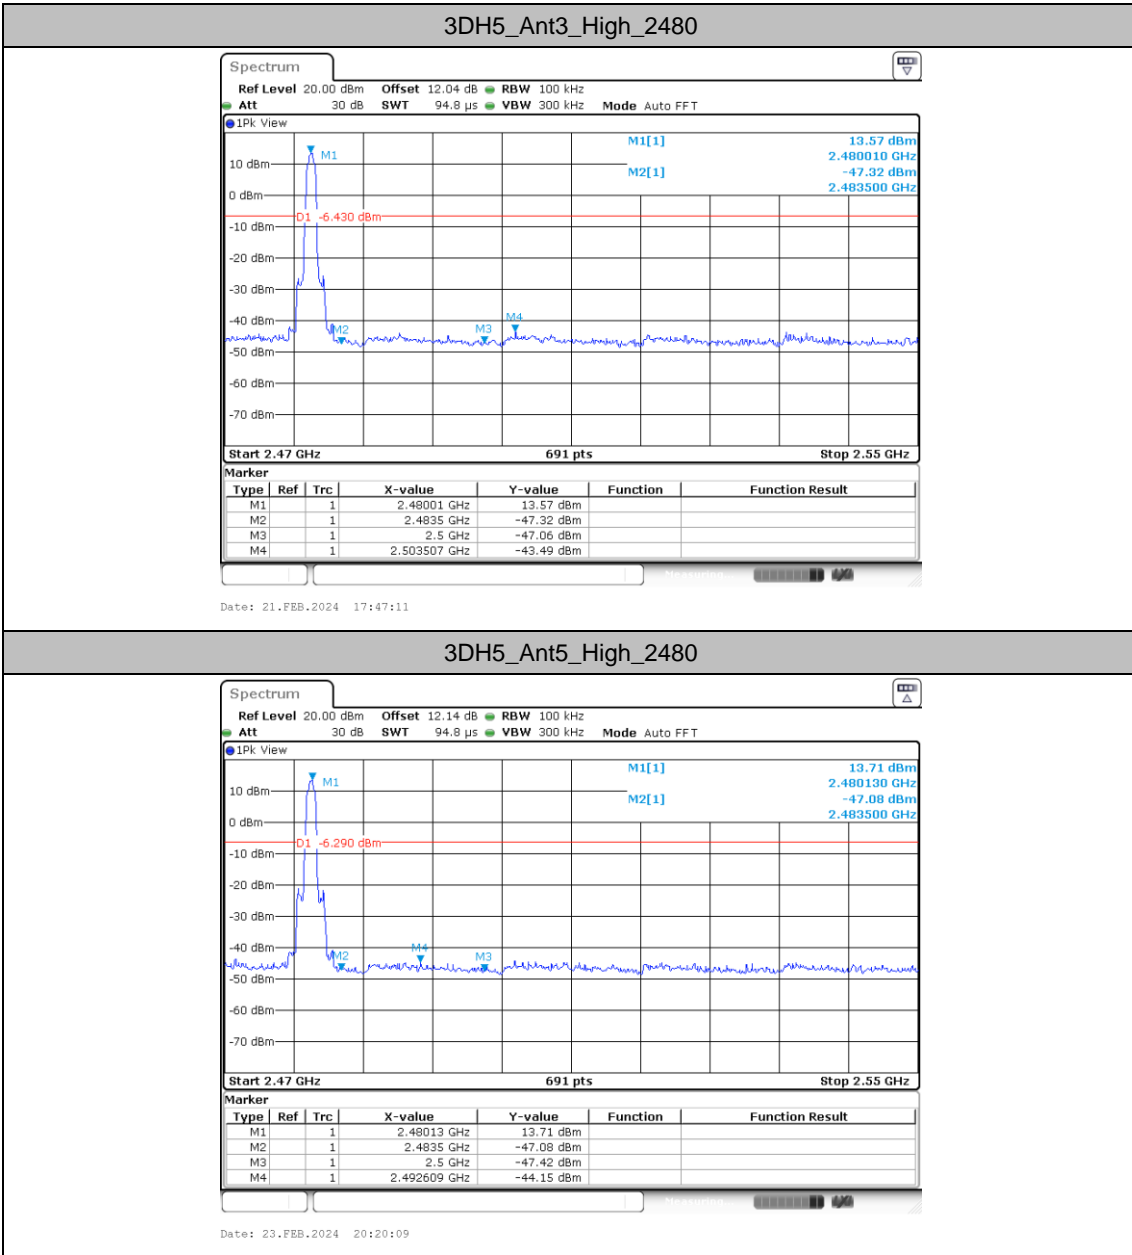 3DH5_Ant3_High_2480
Spectrum
Ref Level 20.00 dBm Offset 12.04 dB RBW 100 kHz
Att 30 dB SWT 94.8 µs VBW 300 kHz Mode Auto FFT
1Pk View
M1[1] 13.57 dBm
2.480010 GHz
M2[1] -47.32 dBm
2.483500 GHz
M1
10 dBm
0 dBm
D1 -6.430 dBm
-10 dBm
-20 dBm
-30 dBm
-40 dBm
M2 M3 M4
-50 dBm
-60 dBm
-70 dBm
Start 2.47 GHz 691 pts Stop 2.55 GHz
Marker
Type Ref Trc X-value Y-value Function Function Result
M1 1 2.48001 GHz 13.57 dBm
M2 1 2.4835 GHz -47.32 dBm
M3 1 2.5 GHz -47.06 dBm
M4 1 2.503507 GHz -43.49 dBm
Measuring...
Date: 21.FEB.2024 17:47:11
3DH5_Ant5_High_2480
Spectrum
Ref Level 20.00 dBm Offset 12.14 dB RBW 100 kHz
Att 30 dB SWT 94.8 µs VBW 300 kHz Mode Auto FFT
1Pk View
M1[1] 13.71 dBm
2.480130 GHz
M2[1] -47.08 dBm
2.483500 GHz
M1
10 dBm
0 dBm
D1 -6.290 dBm
-10 dBm
-20 dBm
-30 dBm
-40 dBm
M2 M4 M3
-50 dBm
-60 dBm
-70 dBm
Start 2.47 GHz 691 pts Stop 2.55 GHz
Marker
Type Ref Trc X-value Y-value Function Function Result
M1 1 2.48013 GHz 13.71 dBm
M2 1 2.4835 GHz -47.08 dBm
M3 1 2.5 GHz -47.42 dBm
M4 1 2.492609 GHz -44.15 dBm
Measuring...
Date: 23.FEB.2024 20:20:09